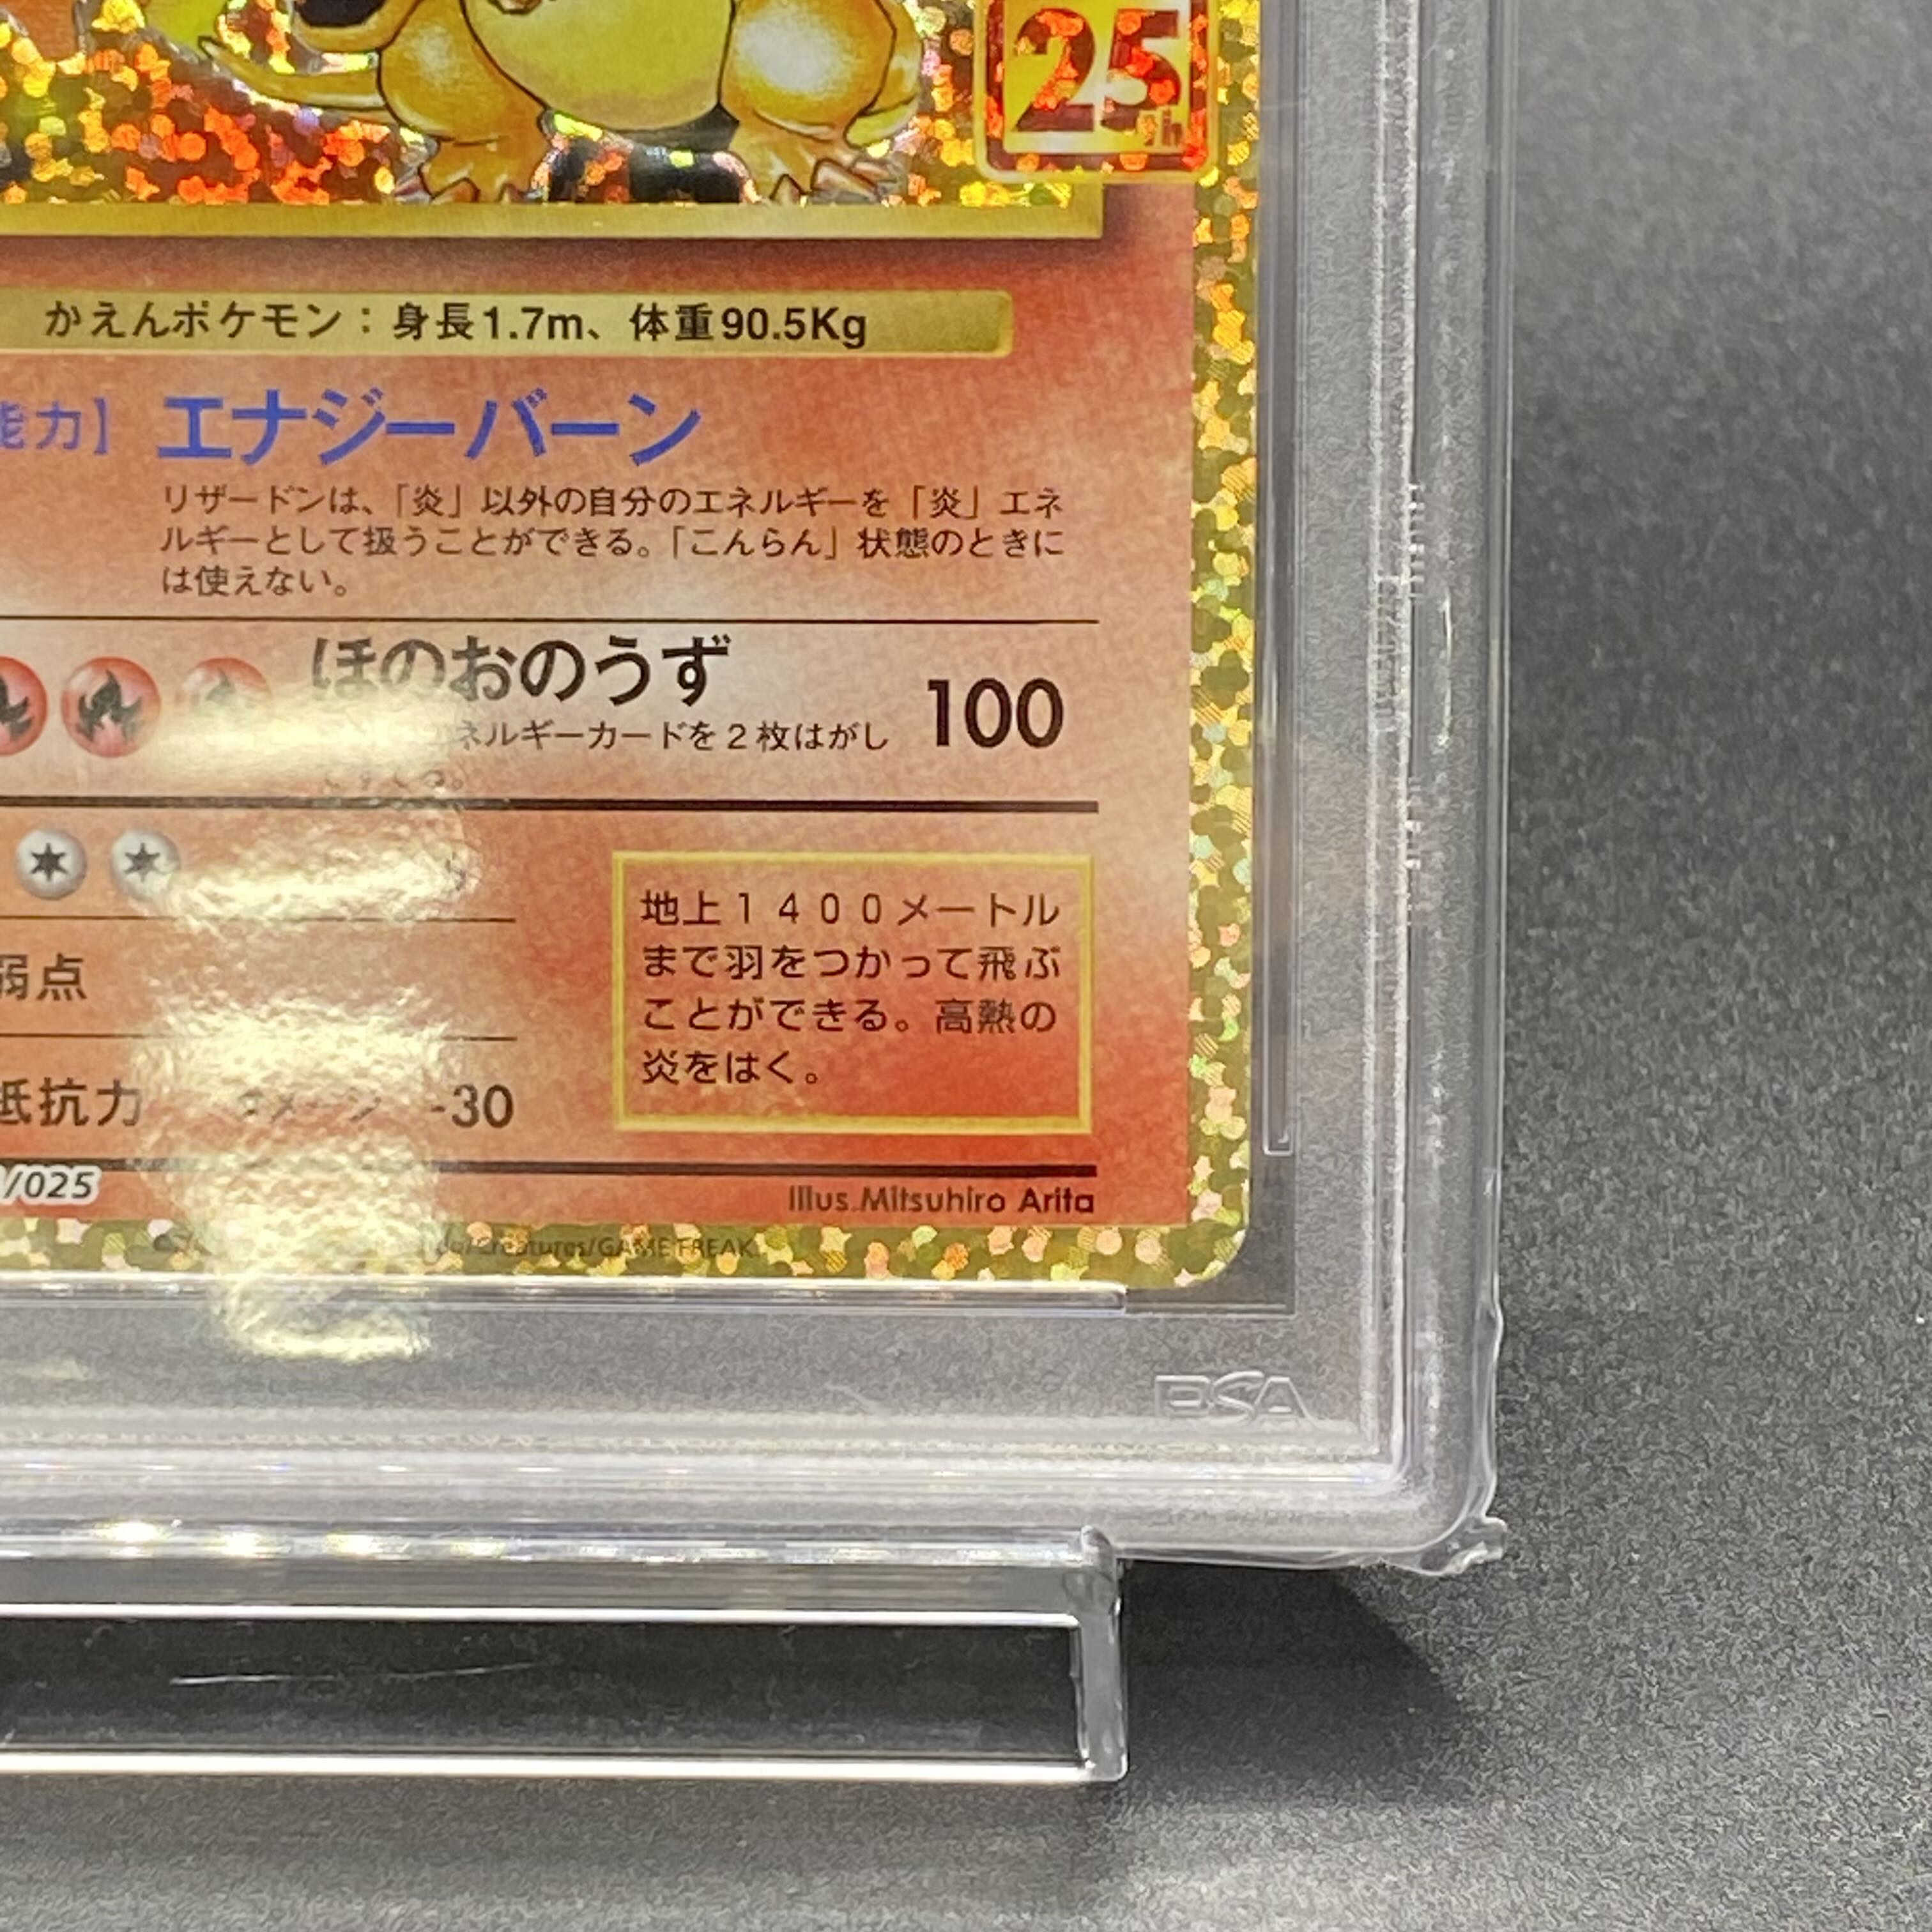 25th
かえんポケモン：身長1.7m、体重90.5Kg
能力】 エナジーバーン
リザードンは、「炎」以外の自分のエネルギーを「炎」エネ
ルギーとして扱うことができる。「こんらん」状態のときに
は使えない。
ほのおのうず 100
ネルギーカードを２枚はがし
地上１４００メートル
まで羽をつかって飛ぶ
ことができる。高熱の
炎をはく。
弱点
抵抗力 -30
/025
Illus.Mitsuhiro Arita
/Creatures/GAME FREAK.
PSA